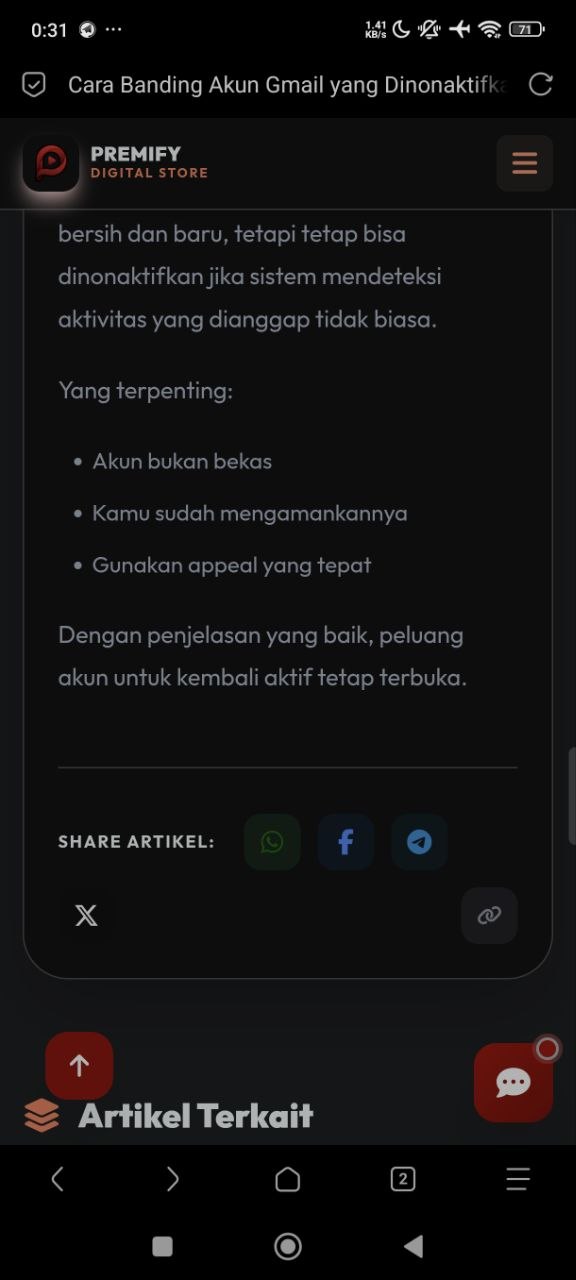 0:31
1.41
KB/s
71
Cara Banding Akun Gmail yang Dinonaktifka
PREMIFY
DIGITAL STORE
bersih dan baru, tetapi tetap bisa
dinonaktifkan jika sistem mendeteksi
aktivitas yang dianggap tidak biasa.
Yang terpenting:
• Akun bukan bekas
• Kamu sudah mengamankannya
• Gunakan appeal yang tepat
Dengan penjelasan yang baik, peluang
akun untuk kembali aktif tetap terbuka.
SHARE ARTIKEL:
Artikel Terkait
2